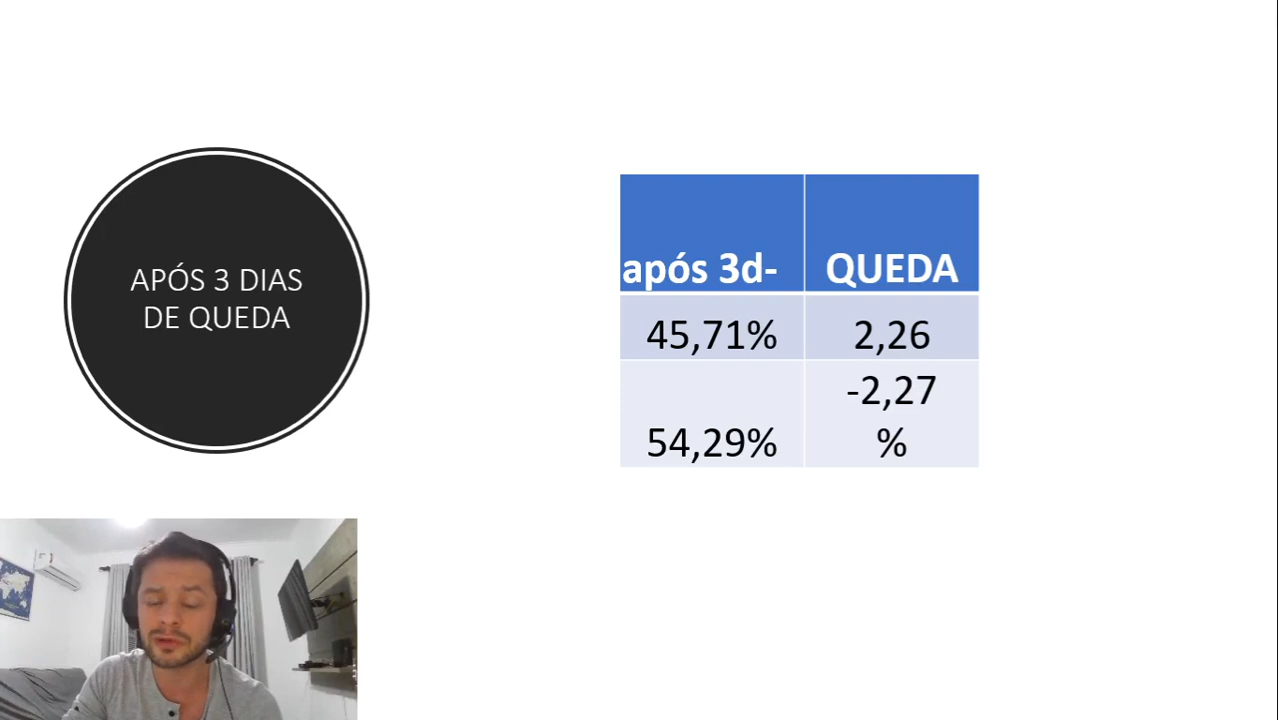 APÓS 3 DIAS
DE QUEDA
após 3d- QUEDA
45,71% 2,26
54,29% -2,27
%